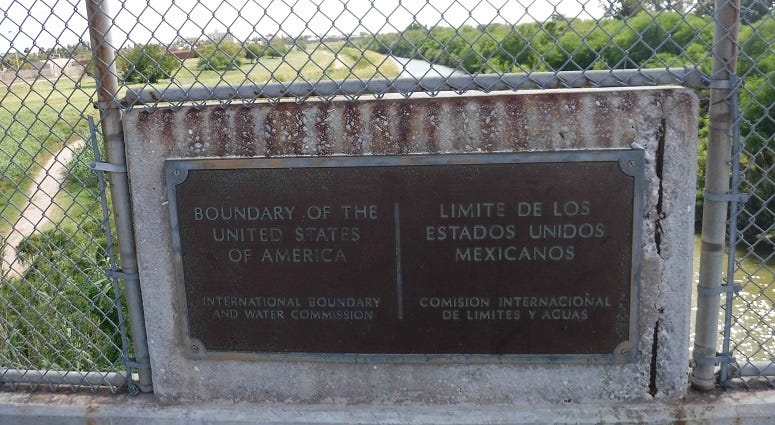 BOUNDARY OF THE
UNITED STATES
OF AMERICA
INTERNATIONAL BOUNDARY
AND WATER COMMISSION
LIMITE DE LOS
ESTADOS UNIDOS
MEXICANOS
COMISION INTERNACIONAL
DE LIMITES Y AGUAS